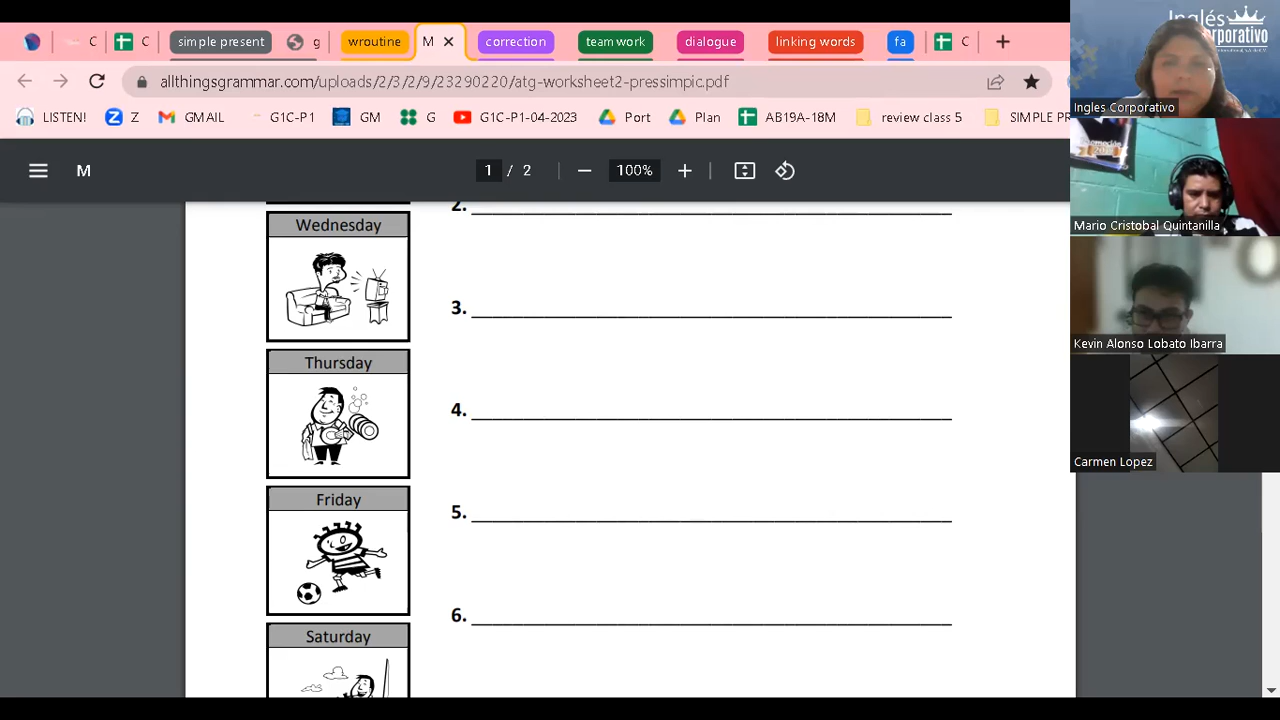 C
C
simple present
g
wroutine
M
correction
team work
dialogue
linking words
fa
C
allthingsgrammar.com/uploads/2/3/2/9/23290220/atg-worksheet2-pressimpic.pdf
LISTEN!
Z
GMAIL
G1C-P1
GM
G
G1C-P1-04-2023
Port
Plan
AB19A-18M
review class 5
SIMPLE PR
M
1 / 2
100%
Wednesday
Thursday
Friday
Saturday
2.
3.
4.
5.
6.
Inglés
Corporativo
Ingles Corporativo
Mario Cristobal Quintanilla
Kevin Alonso Lobato Ibarra
Carmen Lopez